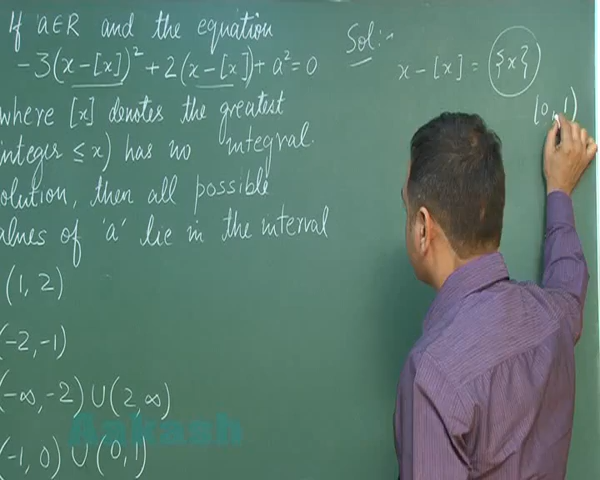 If a∈R and the equation
-3(x-[x])² + 2(x-[x]) + a² = 0
where [x] denotes the greatest
integer ≤ x) has no integral
olution, then all possible
alues of 'a' lie in the interval
(1, 2)
(-2, -1)
(-∞, -2) ∪ (2, ∞)
(-1, 0) ∪ (0, 1)
Sol:-
x - [x] = {x}
(0, 1)
Aakash